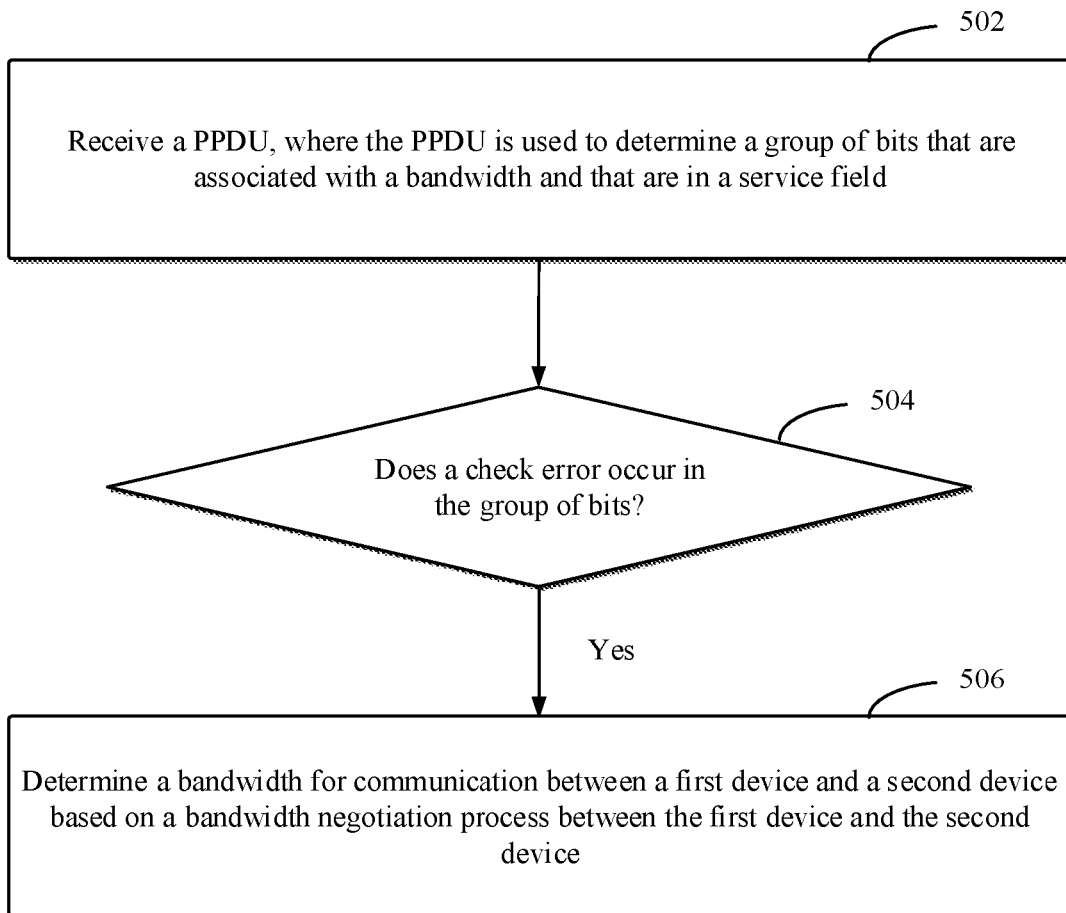 502
Receive a PPDU, where the PPDU is used to determine a group of bits that are
associated with a bandwidth and that are in a service field
504
Does a check error occur in
the group of bits?
Yes
506
Determine a bandwidth for communication between a first device and a second device
based on a bandwidth negotiation process between the first device and the second
device